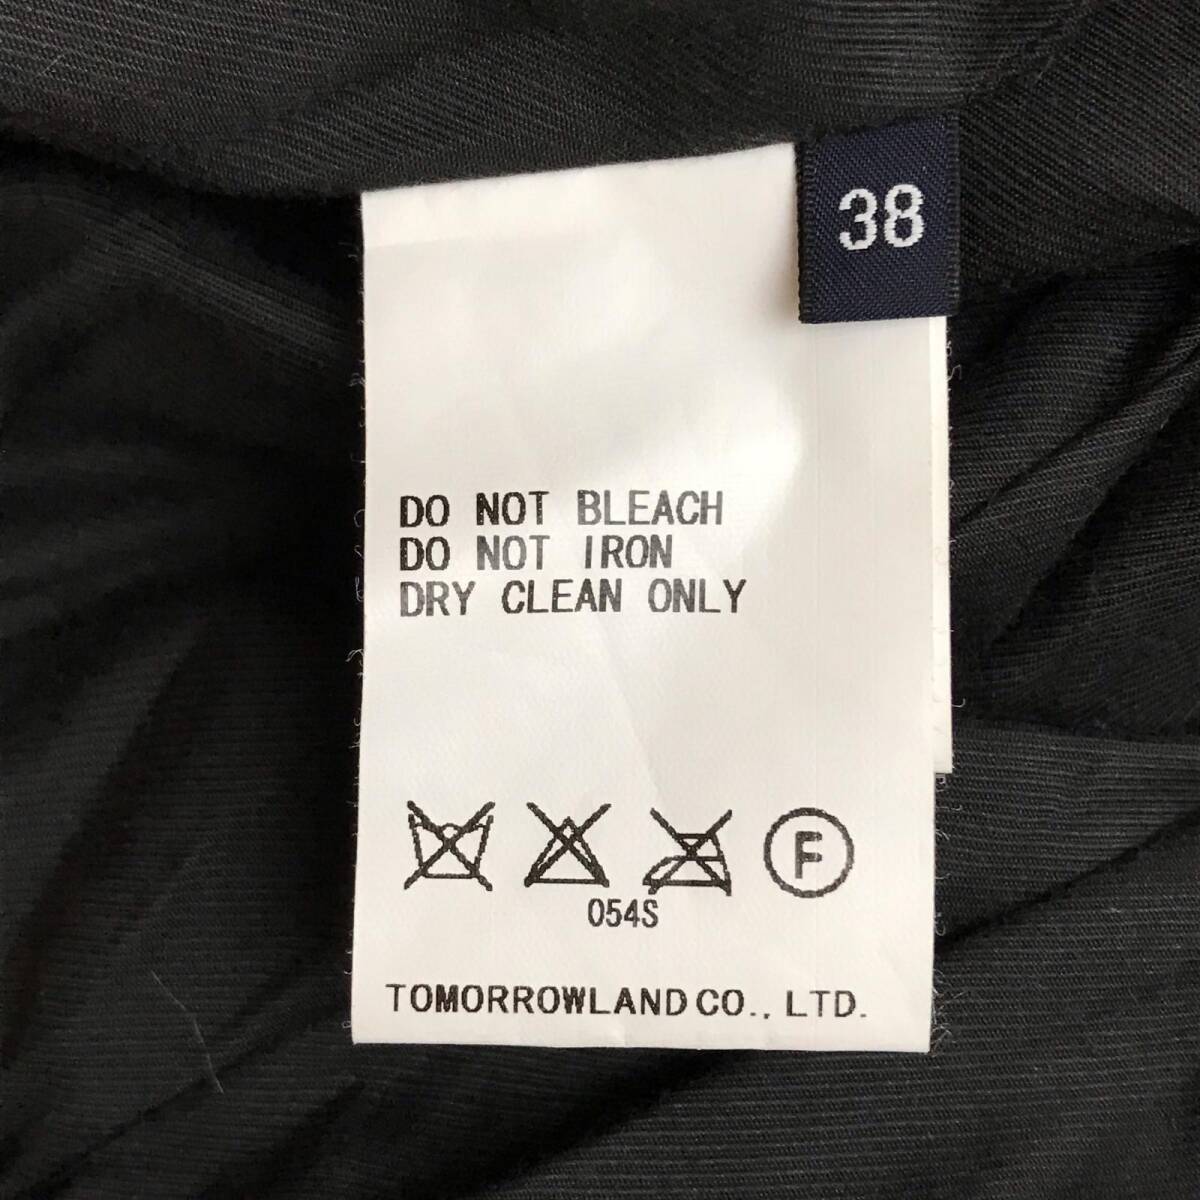 38
DO NOT BLEACH
DO NOT IRON
DRY CLEAN ONLY
F
054S
TOMORROWLAND CO., LTD.